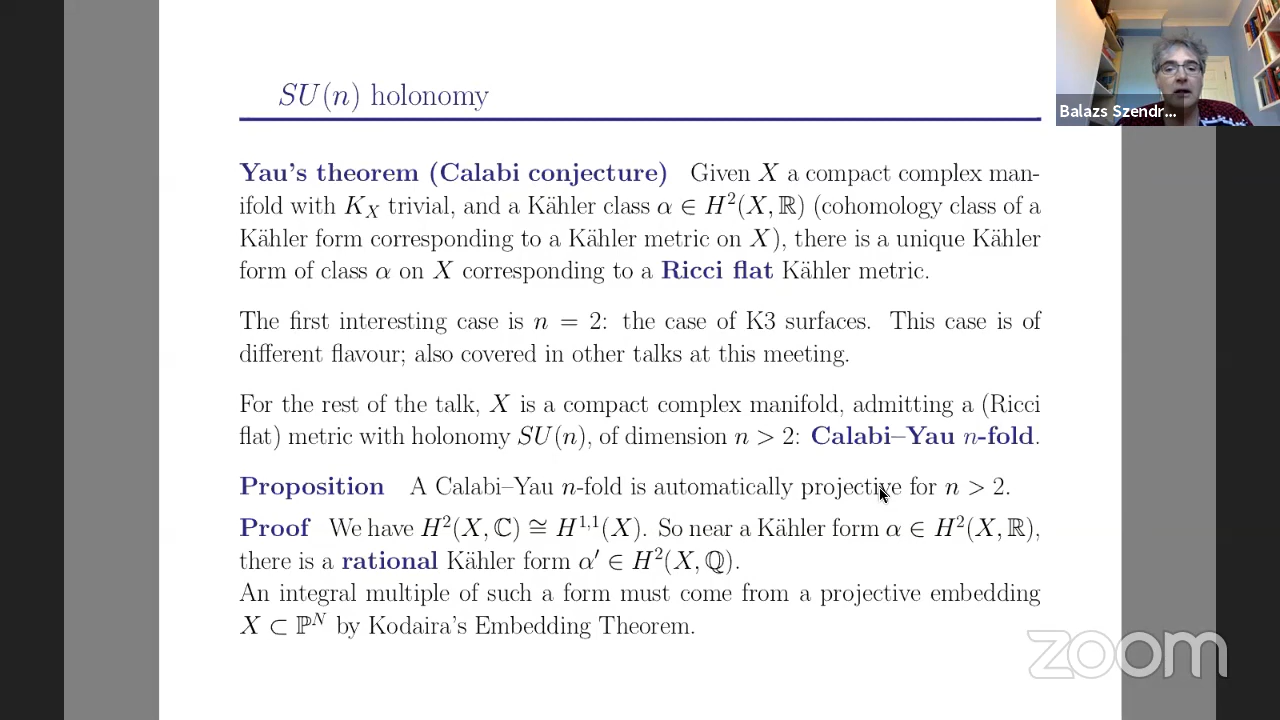 SU(n) holonomy
Balazs Szendr...
Yau's theorem (Calabi conjecture) Given X a compact complex man-
ifold with K_X trivial, and a Kähler class α ∈ H²(X, ℝ) (cohomology class of a
Kähler form corresponding to a Kähler metric on X), there is a unique Kähler
form of class α on X corresponding to a Ricci flat Kähler metric.
The first interesting case is n = 2: the case of K3 surfaces. This case is of
different flavour; also covered in other talks at this meeting.
For the rest of the talk, X is a compact complex manifold, admitting a (Ricci
flat) metric with holonomy SU(n), of dimension n > 2: Calabi–Yau n-fold.
Proposition A Calabi–Yau n-fold is automatically projective for n > 2.
Proof We have H²(X, ℂ) ≅ H¹,¹(X). So near a Kähler form α ∈ H²(X, ℝ),
there is a rational Kähler form α′ ∈ H²(X, ℚ).
An integral multiple of such a form must come from a projective embedding
X ⊂ ℙᴺ by Kodaira's Embedding Theorem.
zoom